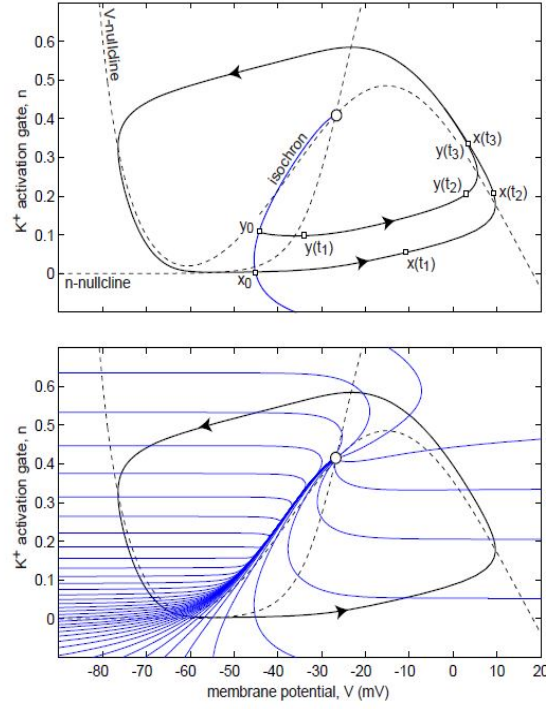 0.6
0.5
0.4
0.3
0.2
0.1
0
K+ activation gate, n
V-nullcline
n-nullcline
isochron
x(t3)
y(t3)
y(t2)
x(t2)
y0
y(t1)
x(t1)
x0
0.6
0.5
0.4
0.3
0.2
0.1
0
K+ activation gate, n
-80 -70 -60 -50 -40 -30 -20 -10 0 10 20
membrane potential, V (mV)